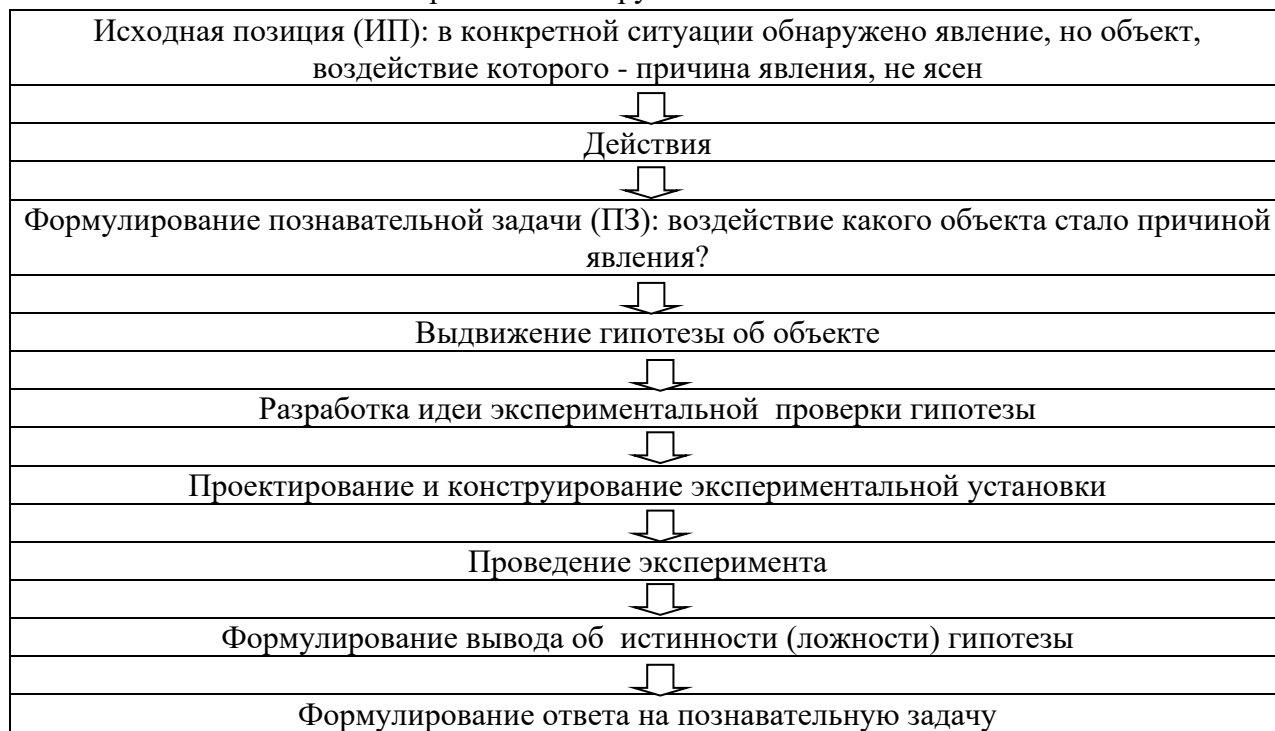 Исходная позиция (ИП): в конкретной ситуации обнаружено явление, но объект,
воздействие которого - причина явления, не ясен
Действия
Формулирование познавательной задачи (ПЗ): воздействие какого объекта стало причиной
явления?
Выдвижение гипотезы об объекте
Разработка идеи экспериментальной проверки гипотезы
Проектирование и конструирование экспериментальной установки
Проведение эксперимента
Формулирование вывода об истинности (ложности) гипотезы
Формулирование ответа на познавательную задачу